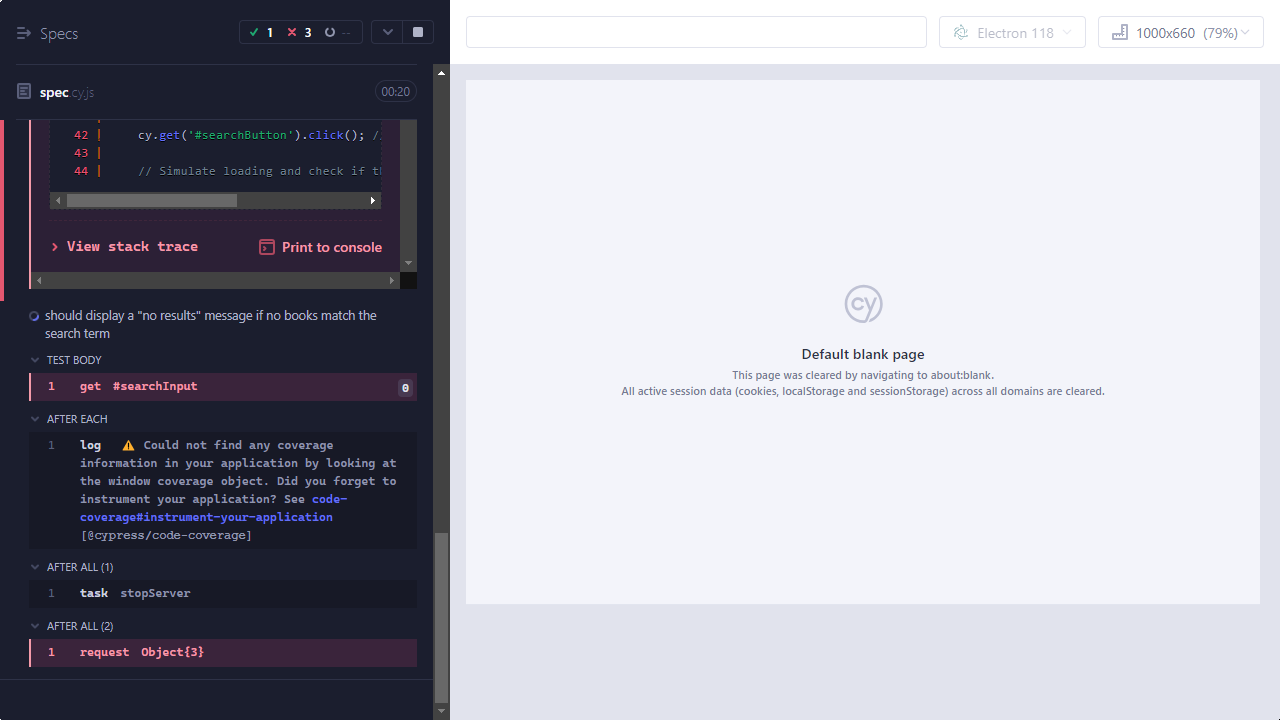 Specs
1
3
--
spec.cy.js
00:20
42 | cy.get('#searchButton').click(); //
43 |
44 | // Simulate loading and check if
View stack trace
Print to console
should display a "no results" message if no books match the
search term
TEST BODY
1 get #searchInput 0
AFTER EACH
1 log ⚠ Could not find any coverage
information in your application by looking at
the window coverage object. Did you forget to
instrument your application? See code-
coverage#instrument-your-application
[@cypress/code-coverage]
AFTER ALL (1)
1 task stopServer
AFTER ALL (2)
1 request Object{3}
Electron 118
1000x660 (79%)
cy
Default blank page
This page was cleared by navigating to about:blank.
All active session data (cookies, localStorage and sessionStorage) across all domains are cleared.